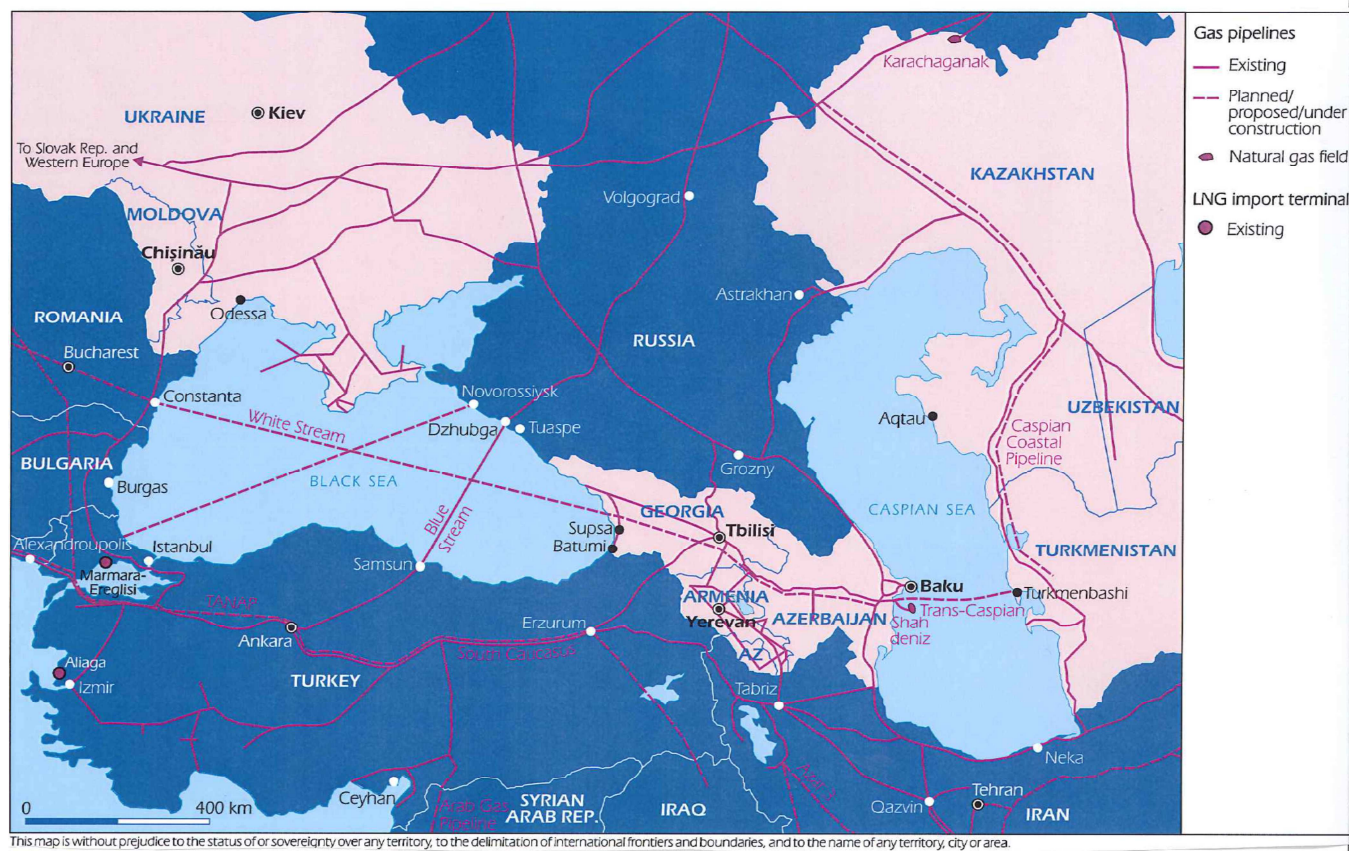 Gas pipelines
Existing
Planned/
proposed/under
construction
Natural gas field
LNG import terminal
Existing
Karachaganak
UKRAINE
Kiev
To Slovak Rep. and
Western Europe
KAZAKHSTAN
Volgograd
MOLDOVA
Chişinău
Astrakhan
Odessa
ROMANIA
RUSSIA
Bucharest
Constanta
Novorossiysk
White Stream
Dzhubga
Tuaspe
Aqtau
UZBEKISTAN
Caspian
Coastal
Pipeline
Grozny
BULGARIA
Burgas
BLACK SEA
CASPIAN SEA
GEORGIA
Blue
Stream
Supsa
Tbilisi
Batumi
Alexandroupolis
Istanbul
TURKMENISTAN
Marmara-
Ereglisi
Samsun
Baku
Turkmenbashi
ARMENIA
TANAP
Yerevan
AZERBAIJAN
Trans-Caspian
Shah
deniz
Erzurum
Ankara
South Caucasus
AZ
Aliaga
Izmir
TURKEY
Tabriz
Neka
0
400 km
Ceyhan
Arab Gas
Pipeline
SYRIAN
ARAB REP.
IRAQ
Qazvin
Tehran
IRAN
This map is without prejudice to the status of or sovereignty over any territory, to the delimitation of international frontiers and boundaries, and to the name of any territory, city or area.